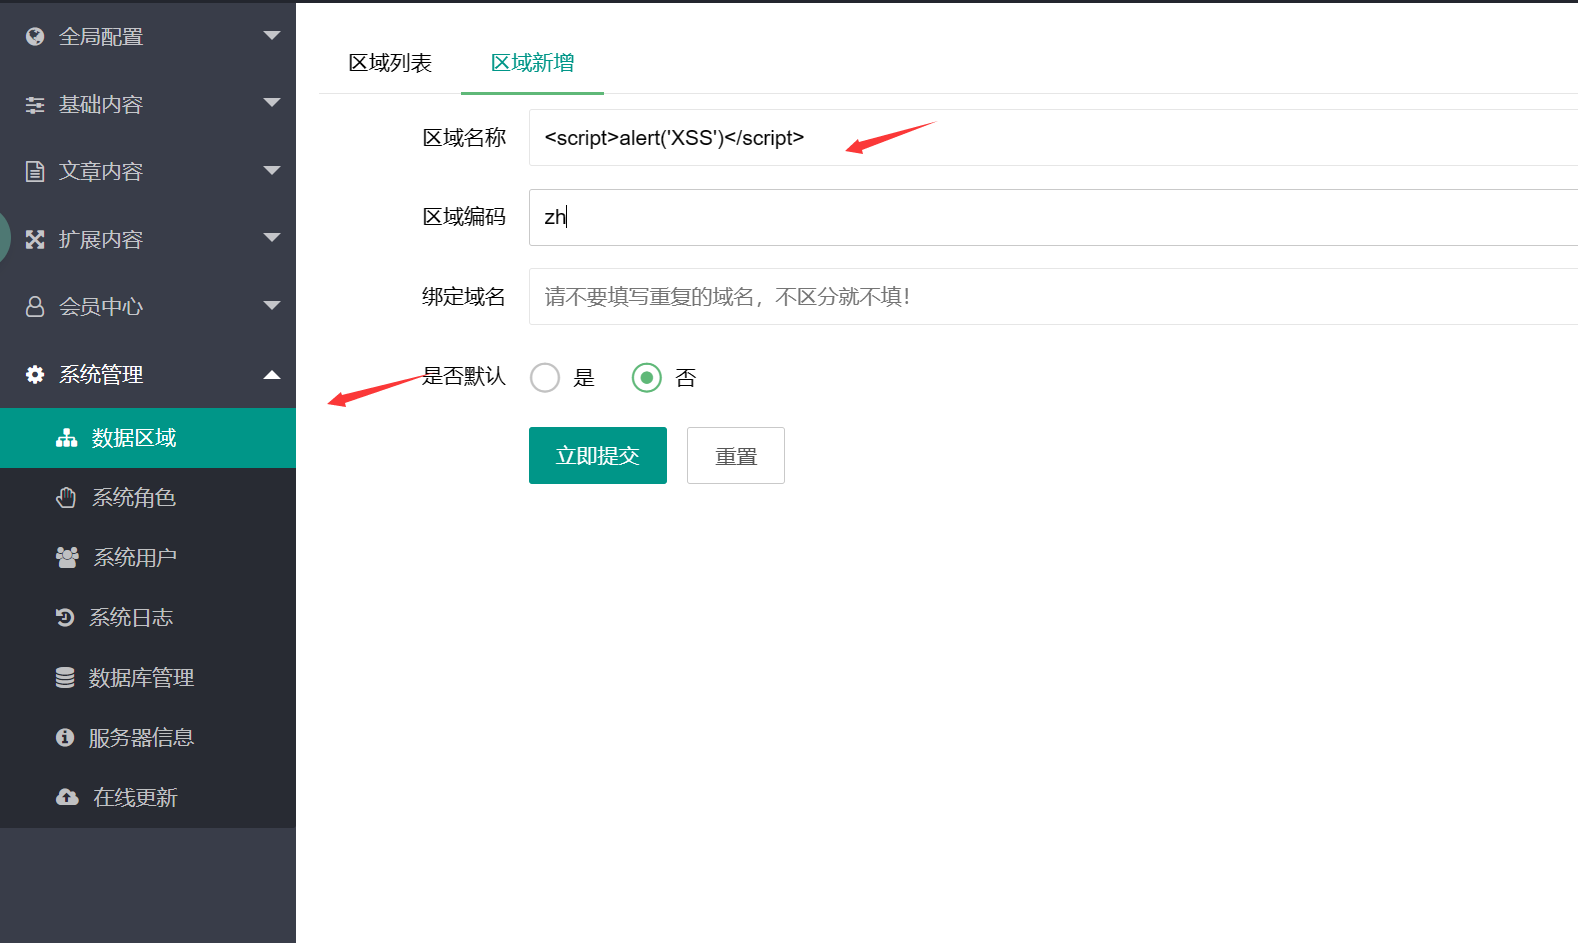 全局配置
基础内容
文章内容
扩展内容
会员中心
系统管理
数据区域
系统角色
系统用户
系统日志
数据库管理
服务器信息
在线更新
区域列表
区域新增
区域名称
<script>alert('XSS')</script>
区域编码
zh
绑定域名
请不要填写重复的域名，不区分就不填！
是否默认
是
否
立即提交
重置